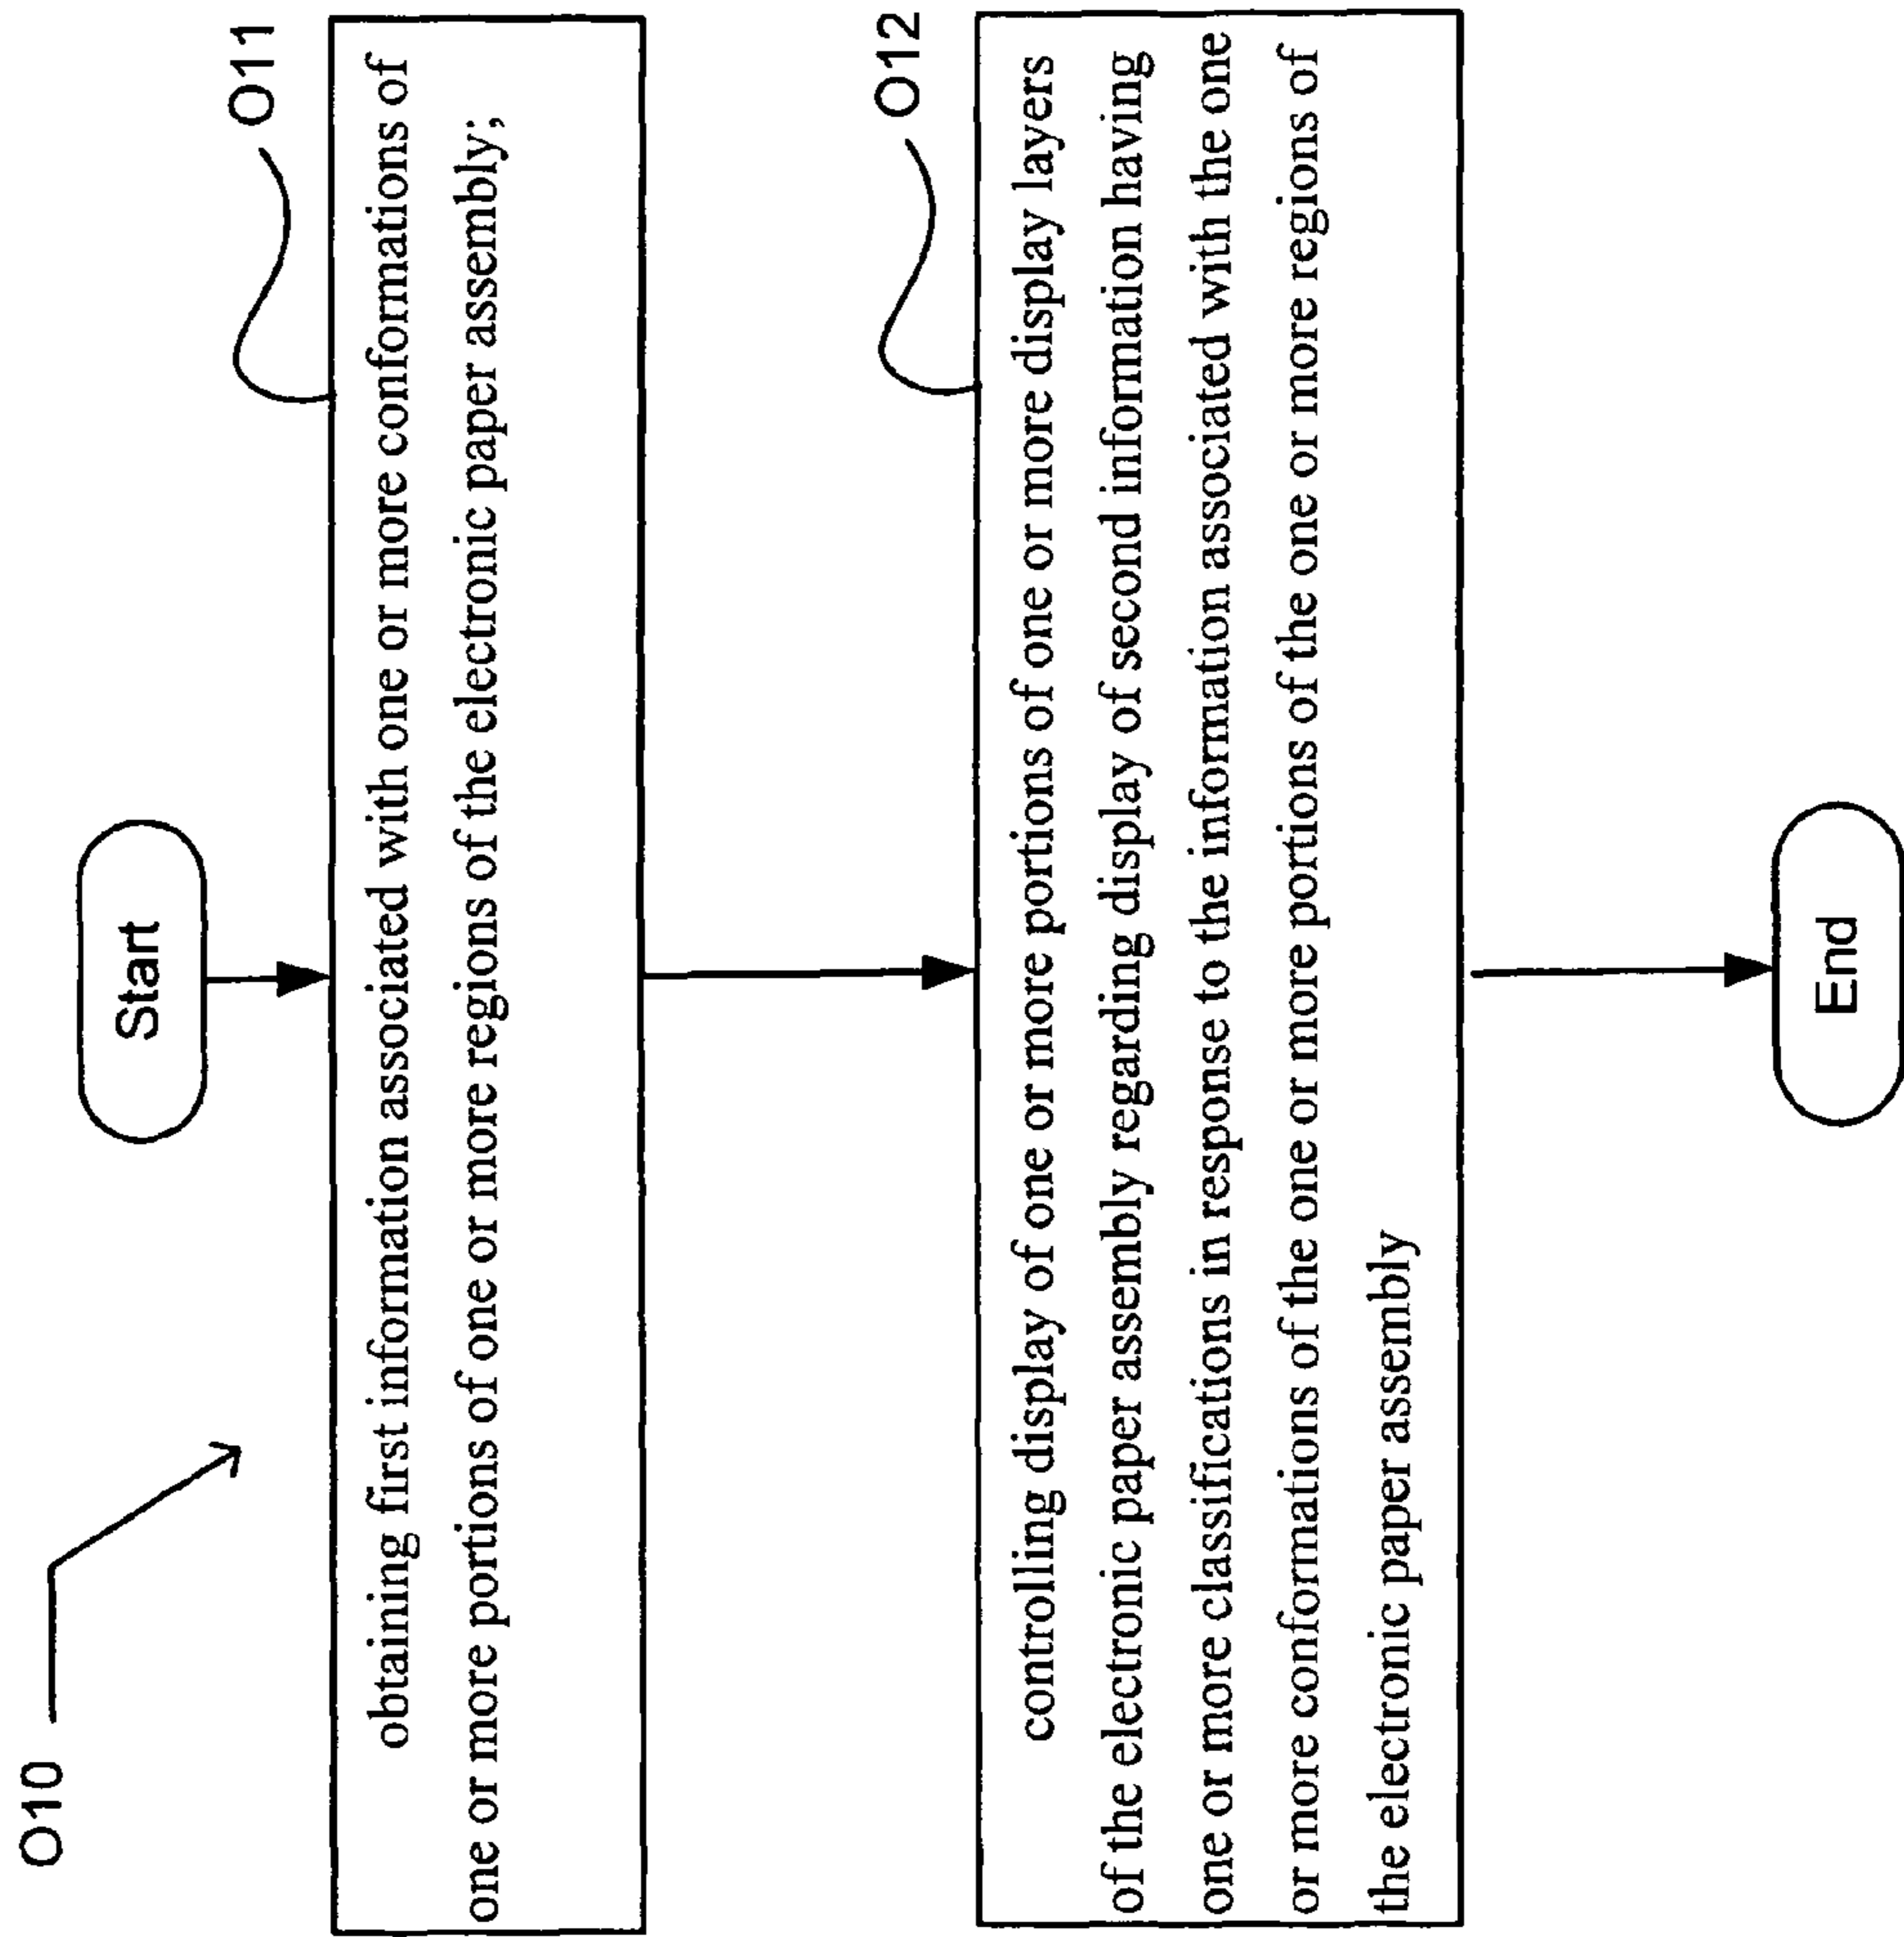 O10
Start
O11
obtaining first information associated with one or more conformations of
one or more portions of one or more regions of the electronic paper assembly;
O12
controlling display of one or more portions of one or more display layers
of the electronic paper assembly regarding display of second information having
one or more classifications in response to the information associated with the one
or more conformations of the one or more portions of the one or more regions of
the electronic paper assembly
End